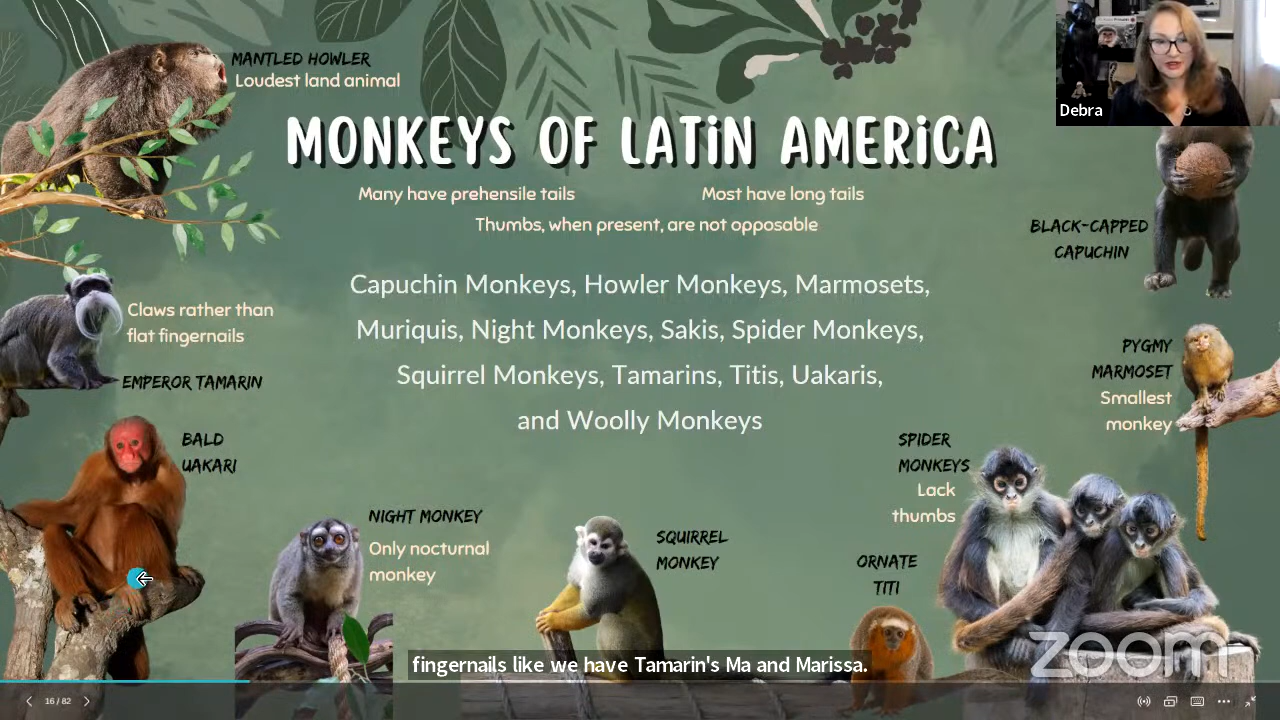 MANTLED HOWLER
Loudest land animal
Debra
MONKEYS OF LATIN AMERICA
Many have prehensile tails
Most have long tails
Thumbs, when present, are not opposable
BLACK-CAPPED
CAPUCHIN
Capuchin Monkeys, Howler Monkeys, Marmosets,
Muriquis, Night Monkeys, Sakis, Spider Monkeys,
Squirrel Monkeys, Tamarins, Titis, Uakaris,
and Woolly Monkeys
Claws rather than
flat fingernails
EMPEROR TAMARIN
PYGMY
MARMOSET
Smallest
monkey
BALD
UAKARI
SPIDER
MONKEYS
Lack
thumbs
NIGHT MONKEY
Only nocturnal
monkey
SQUIRREL
MONKEY
ORNATE
TITI
fingernails like we have Tamarin's Ma and Marissa.
zoom
16 / 82